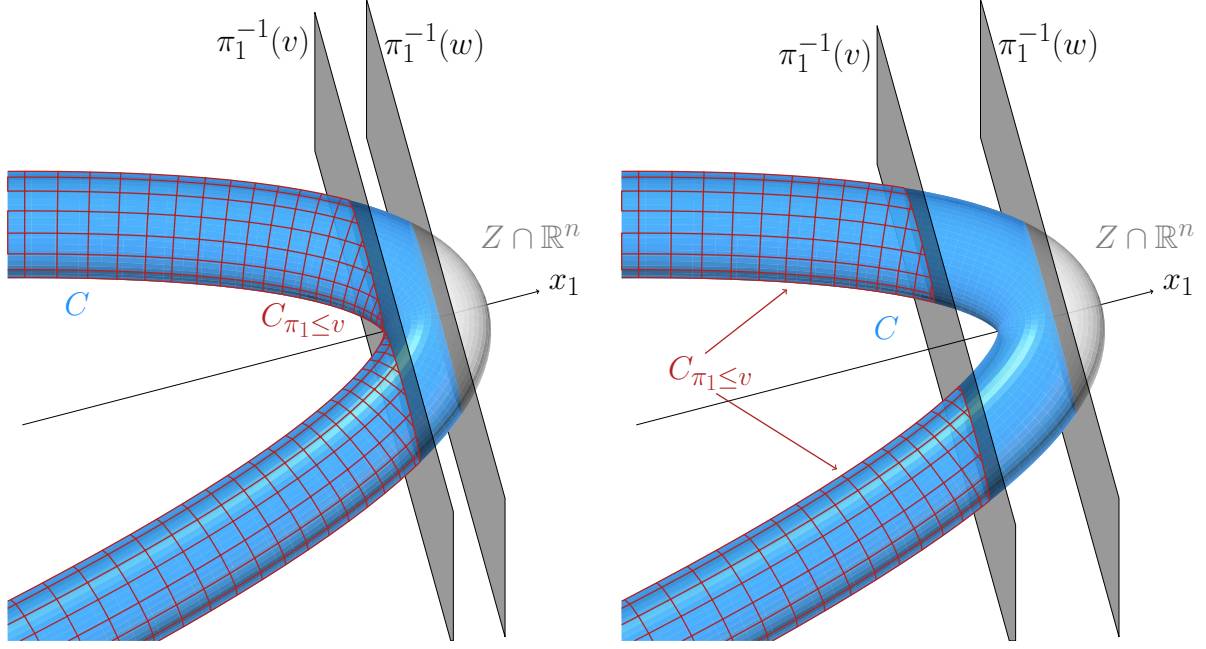 π₁⁻¹(v)
π₁⁻¹(w)
Z ∩ ℝⁿ
x₁
C
C_{π₁≤v}
π₁⁻¹(v)
π₁⁻¹(w)
Z ∩ ℝⁿ
x₁
C
C_{π₁≤v}